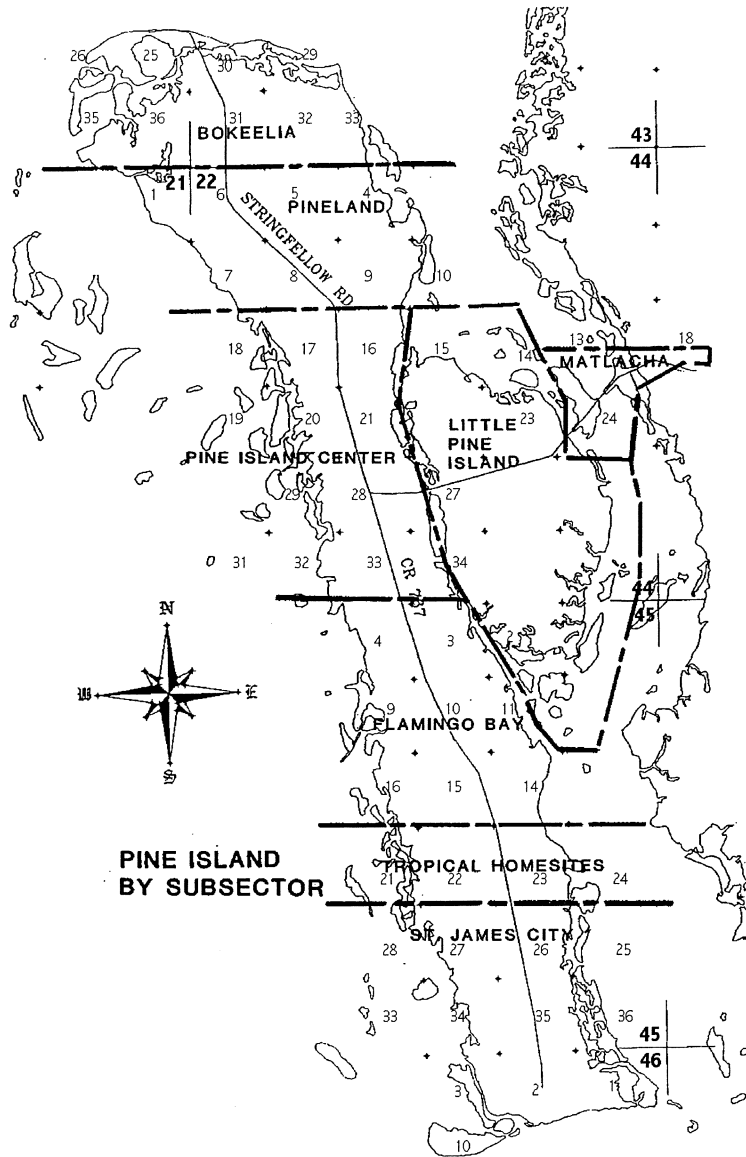 26 25 30 29
35 36 31 32 33
BOKEELIA
43
44
21 22
1 6 5 4
PINELAND
STRINGFELLOW RD
7 8 9 10
18 17 16 15 14 13 18
MATLACHA
19 20 21 23 24
LITTLE
PINE
ISLAND
PINE ISLAND CENTER
29 28 27
31 32 33 34
CR 767
44
45
N
W E
S
4 3 2
9 10 11
FLAMINGO BAY
16 15 14
PINE ISLAND
BY SUBSECTOR
TROPICAL HOMESITES
21 22 23 24
ST. JAMES CITY
28 27 26 25
33 34 35 36
45
46
3 2 1
10